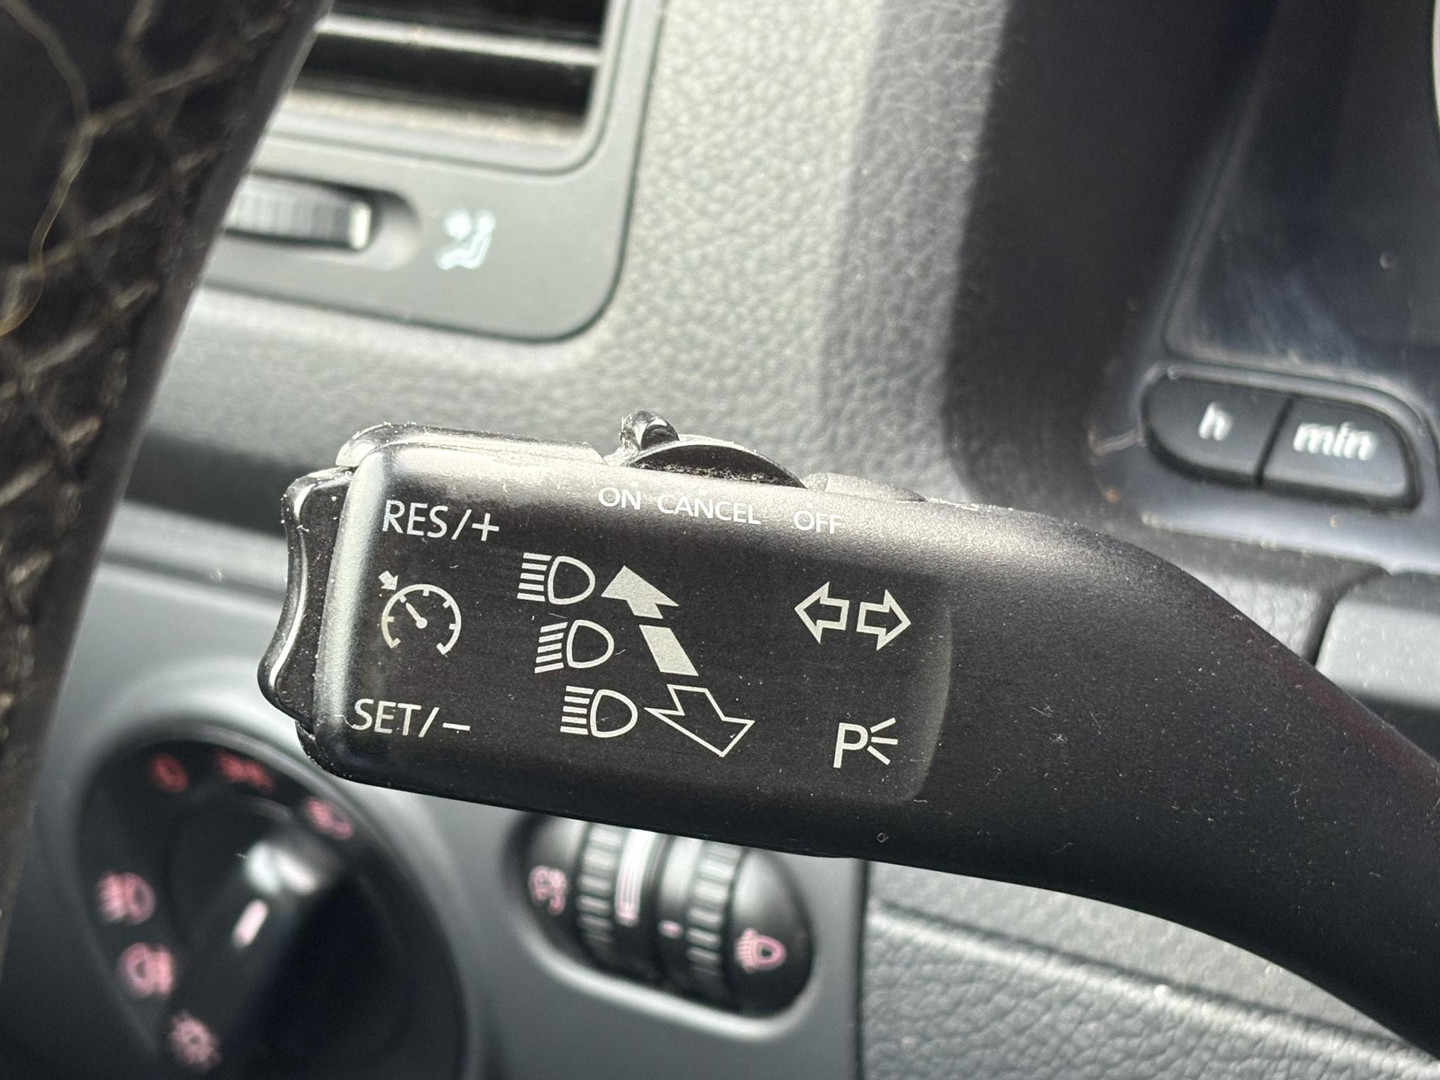 h min
ON CANCEL OFF
RES/+
SET/−
P